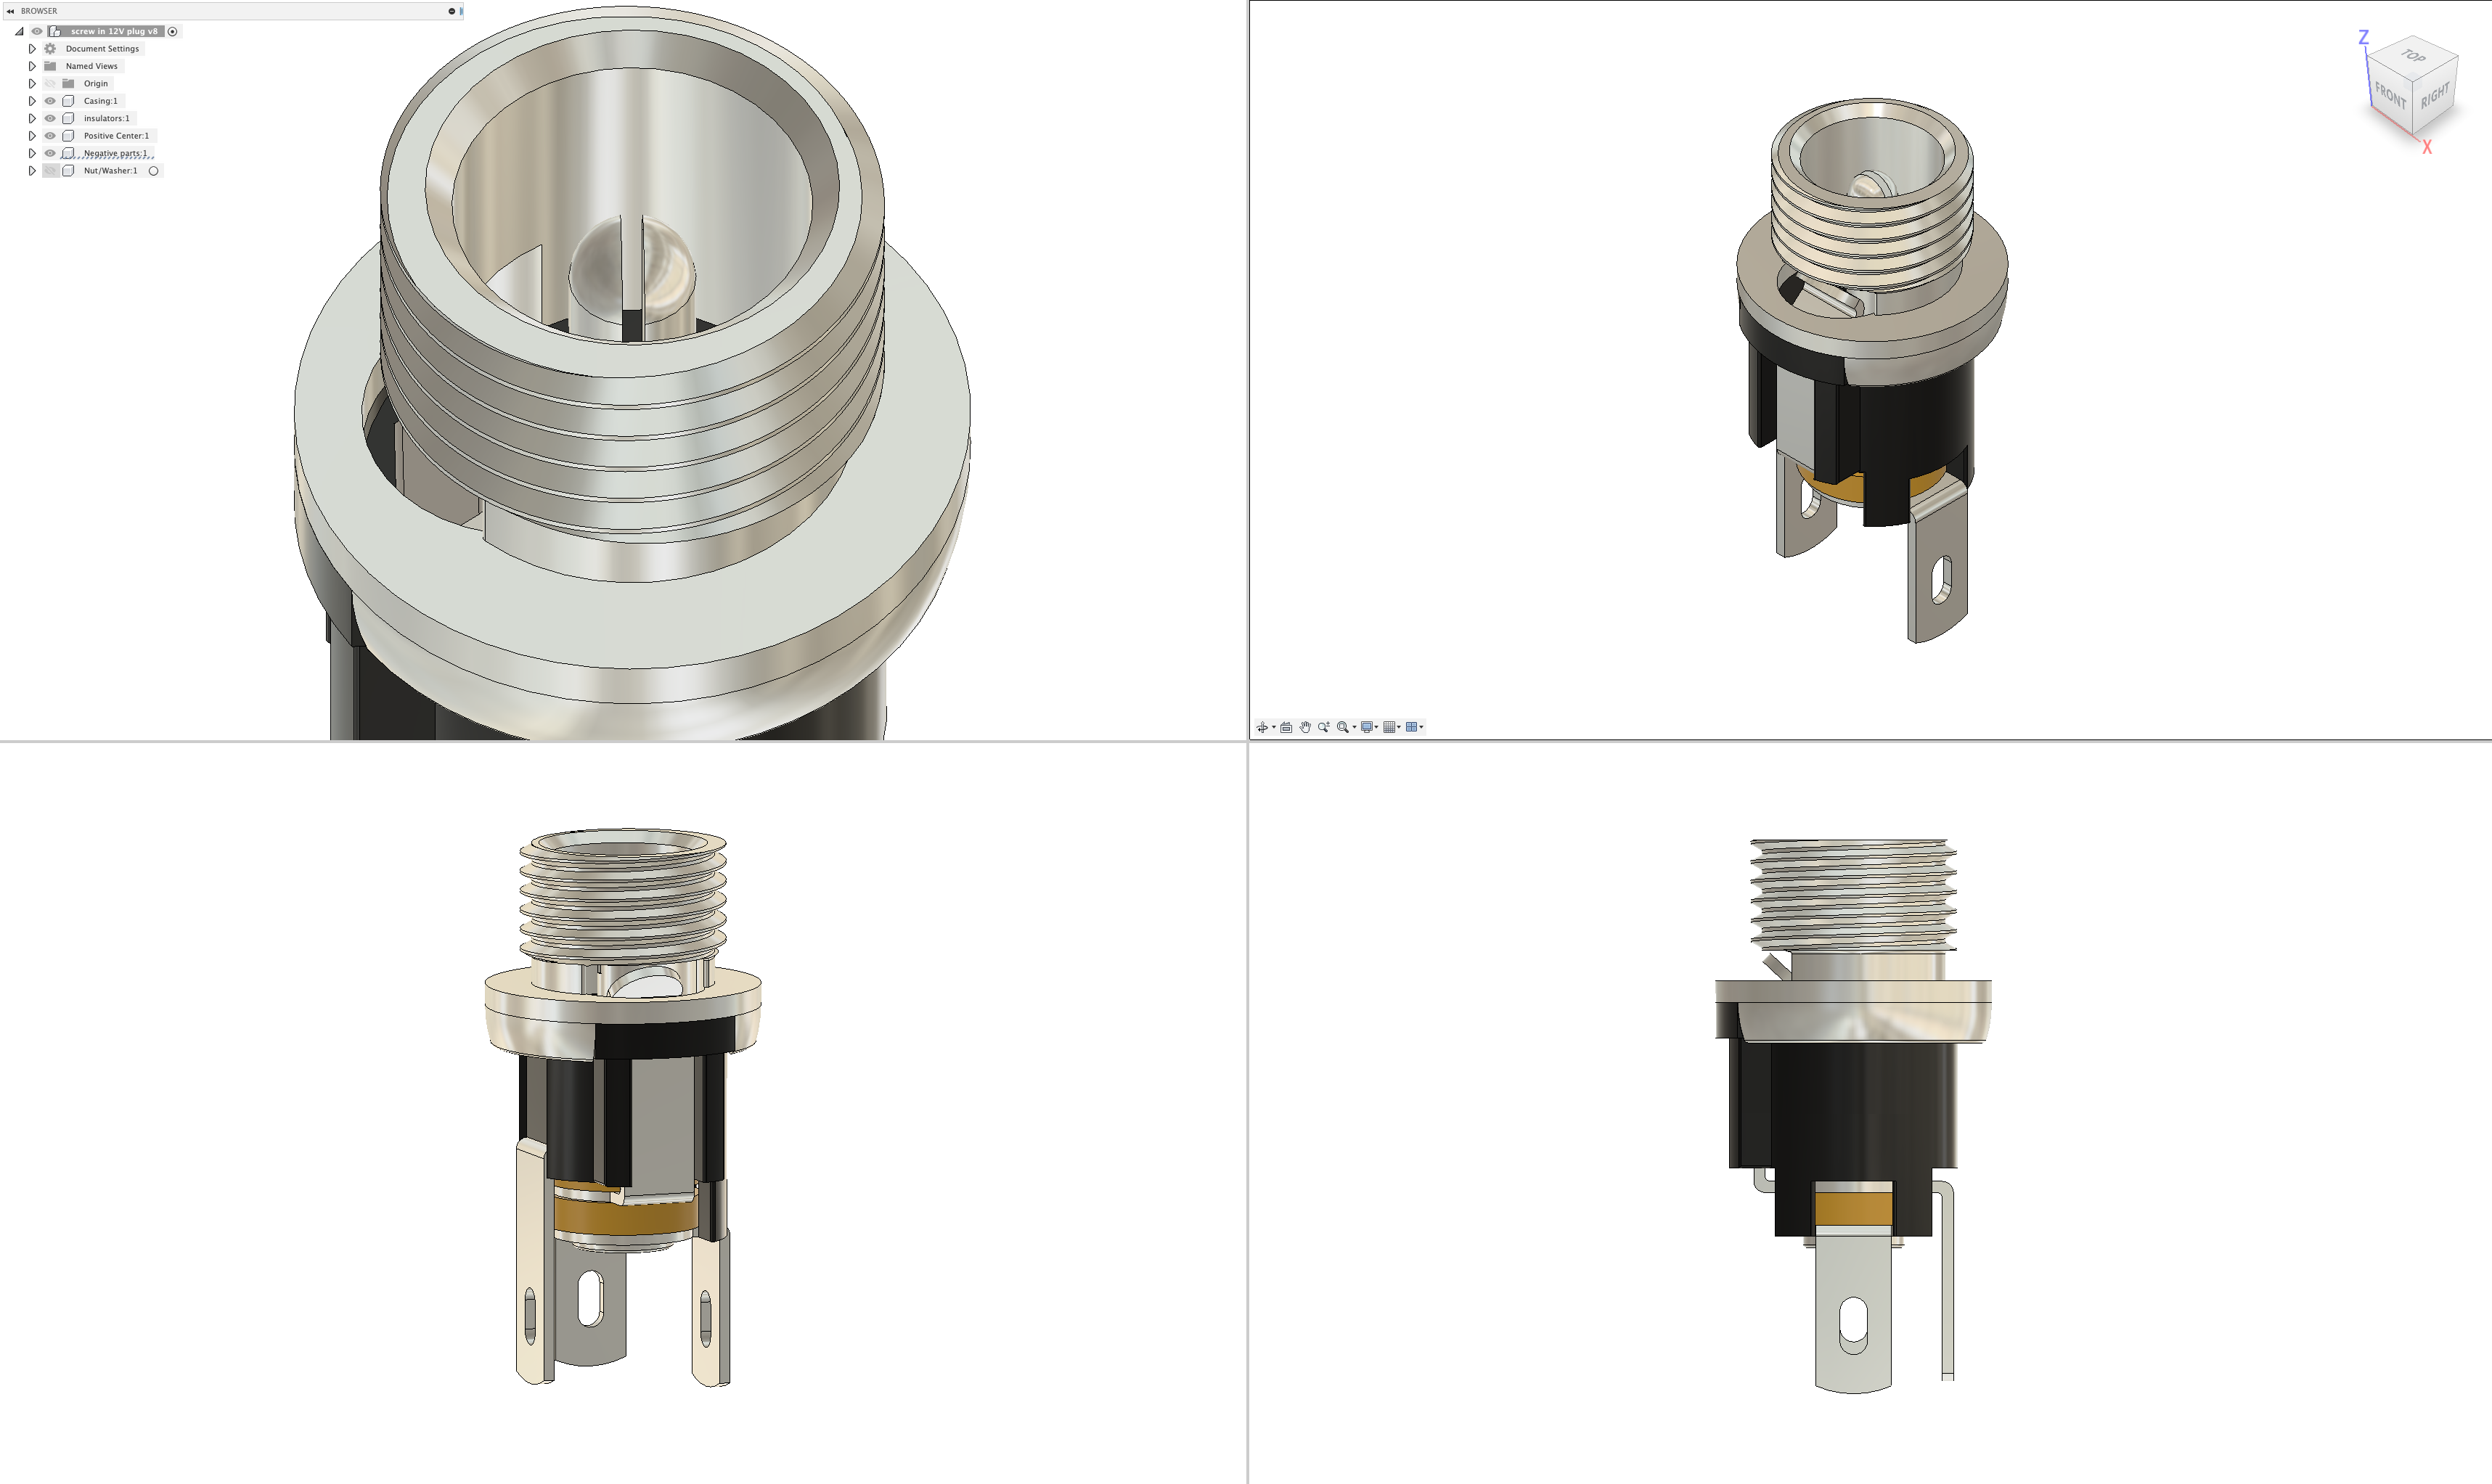 BROWSER
screw in 12V plug v8
Document Settings
Named Views
Origin
Casing:1
insulators:1
Positive Center:1
Negative parts:1
Nut/Washer:1
Z
TOP
FRONT
RIGHT
X